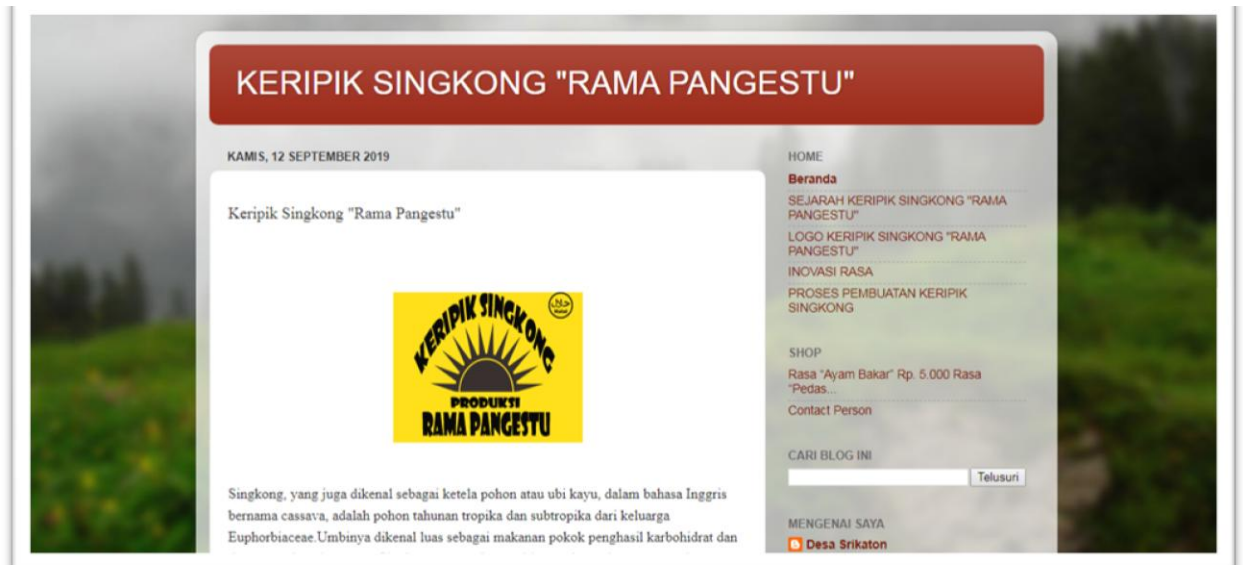 KERIPIK SINGKONG "RAMA PANGESTU"
KAMIS, 12 SEPTEMBER 2019
Keripik Singkong "Rama Pangestu"
KERIPIK SINGKONG
حلال
Halal
PRODUKSI
RAMA PANGESTU
Singkong, yang juga dikenal sebagai ketela pohon atau ubi kayu, dalam bahasa Inggris
bernama cassava, adalah pohon tahunan tropika dan subtropika dari keluarga
Euphorbiaceae.Umbinya dikenal luas sebagai makanan pokok penghasil karbohidrat dan
HOME
Beranda
SEJARAH KERIPIK SINGKONG "RAMA
PANGESTU"
LOGO KERIPIK SINGKONG "RAMA
PANGESTU"
INOVASI RASA
PROSES PEMBUATAN KERIPIK
SINGKONG
SHOP
Rasa “Ayam Bakar” Rp. 5.000 Rasa
“Pedas...
Contact Person
CARI BLOG INI
Telusuri
MENGENAI SAYA
Desa Srikaton